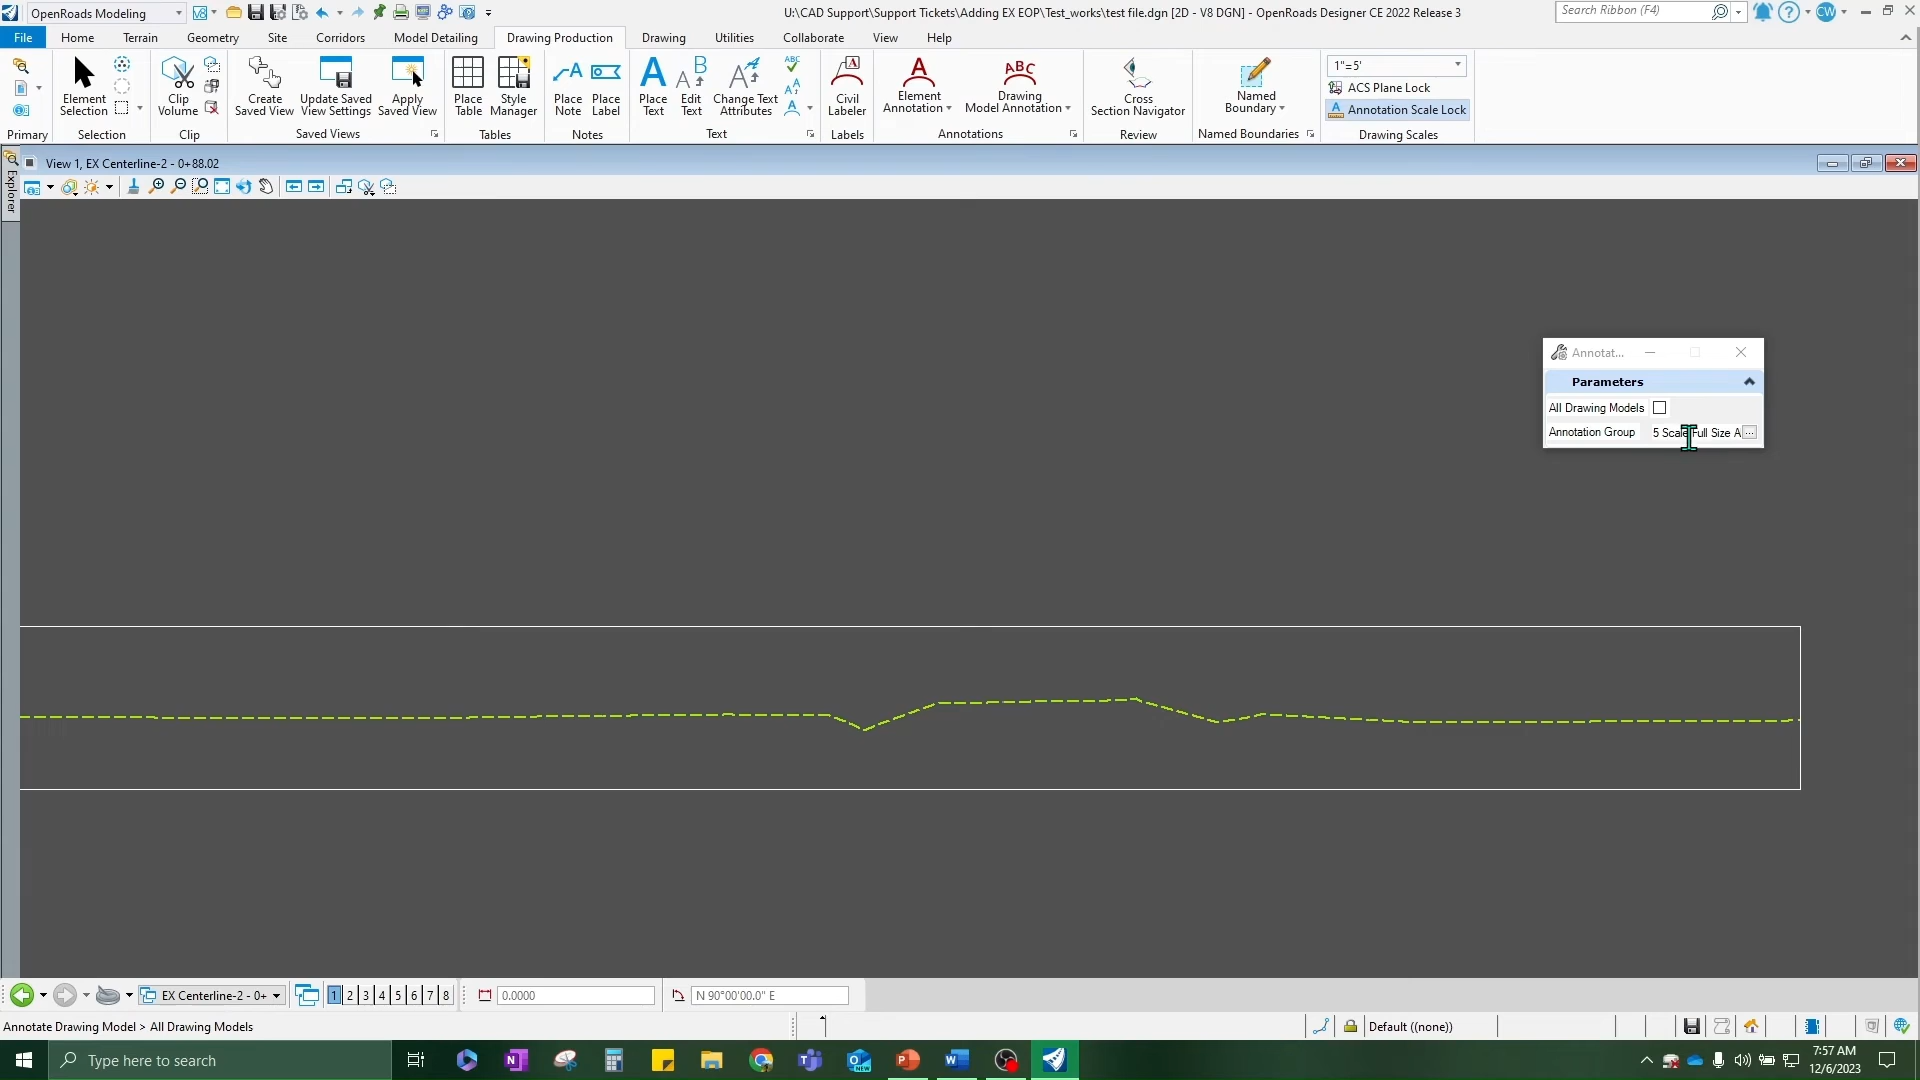 OpenRoads Modeling
U:\CAD Support\Support Tickets\Adding EX EOP\Test_works\test file.dgn [2D - V8 DGN] - OpenRoads Designer CE 2022 Release 3
Search Ribbon (F4)
CW
File Home Terrain Geometry Site Corridors Model Detailing Drawing Production Drawing Utilities Collaborate View Help
Element Selection
Clip Volume
Create Saved View
Update Saved View Settings
Apply Saved View
Place Table
Style Manager
Place Note
Place Label
Place Text
Edit Text
Change Text Attributes
Civil Labeler
Element Annotation
Drawing Model Annotation
Cross Section Navigator
Named Boundary
1"=5'
ACS Plane Lock
Annotation Scale Lock
Primary Selection Clip Saved Views Tables Notes Text Labels Annotations Review Named Boundaries Drawing Scales
View 1, EX Centerline-2 - 0+88.02
Explorer
Annotat...
Parameters
All Drawing Models
Annotation Group 5 Scale Full Size A ...
EX Centerline-2 - 0+ 1 2 3 4 5 6 7 8 0.0000 N 90°00'00.0" E
Annotate Drawing Model > All Drawing Models
Default ((none))
Type here to search
7:57 AM
12/6/2023